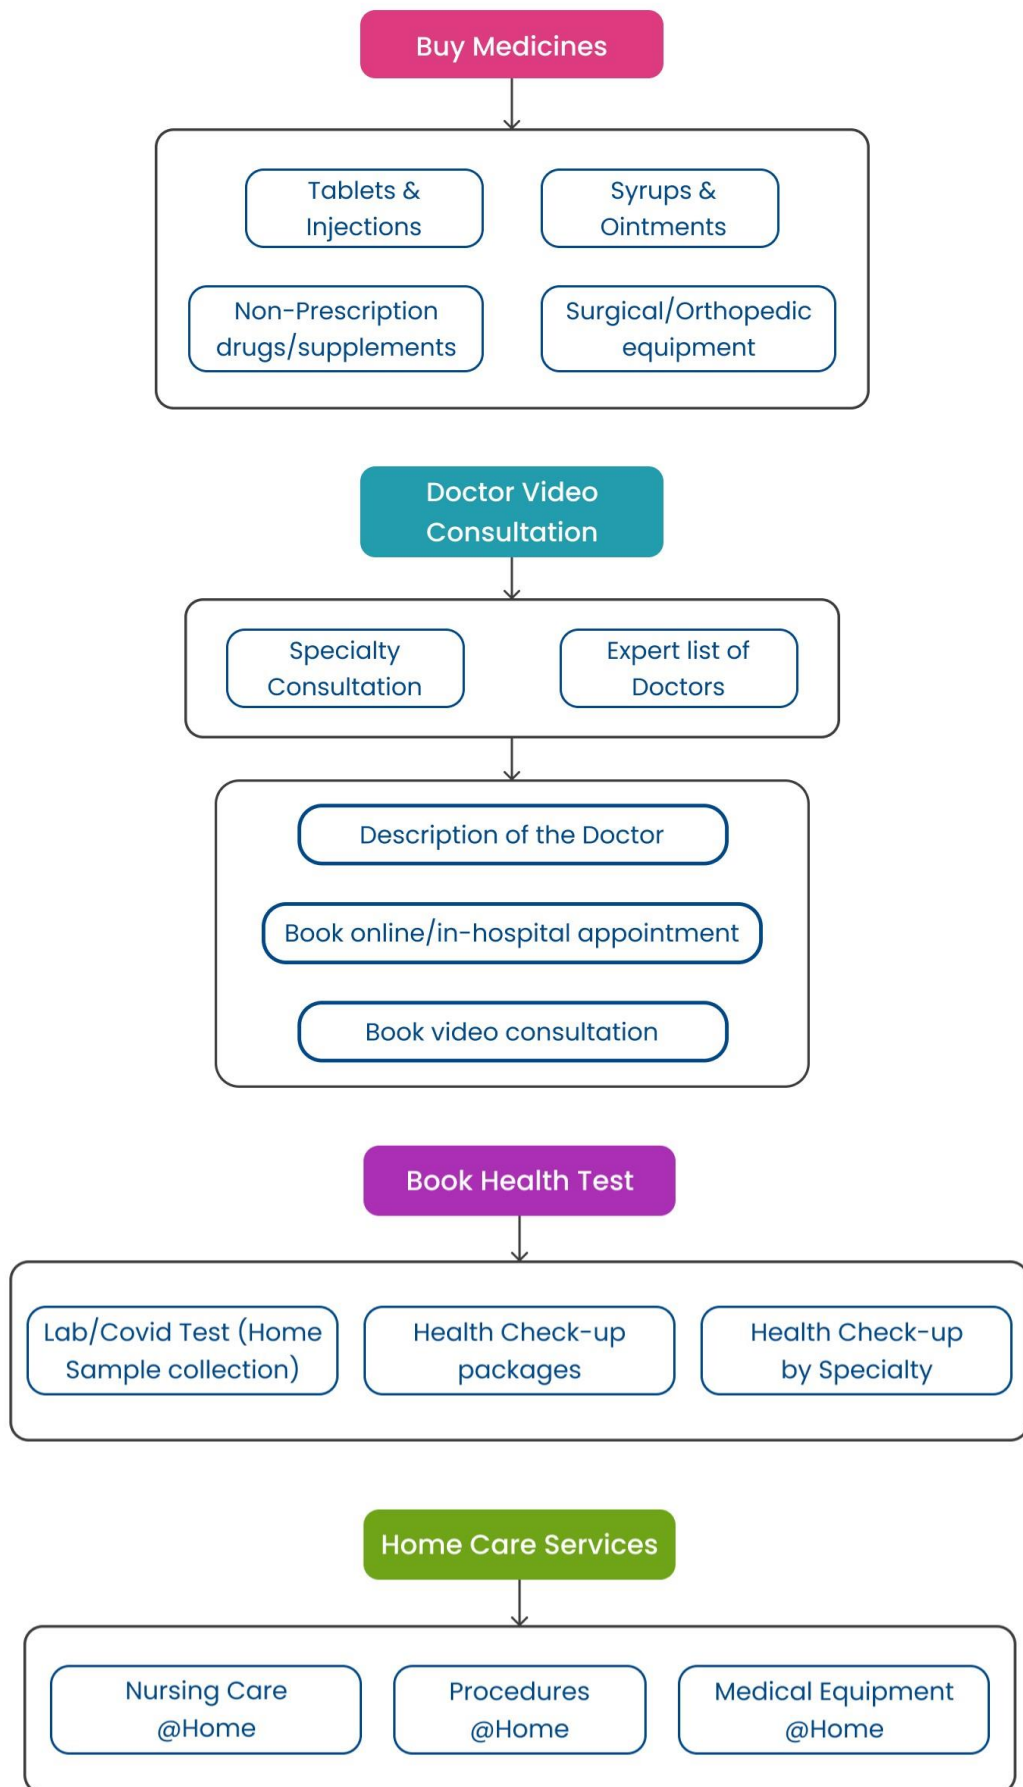 Buy Medicines
Tablets &
Injections
Syrups &
Ointments
Non-Prescription
drugs/supplements
Surgical/Orthopedic
equipment
Doctor Video
Consultation
Specialty
Consultation
Expert list of
Doctors
Description of the Doctor
Book online/in-hospital appointment
Book video consultation
Book Health Test
Lab/Covid Test (Home
Sample collection)
Health Check-up
packages
Health Check-up
by Specialty
Home Care Services
Nursing Care
@Home
Procedures
@Home
Medical Equipment
@Home